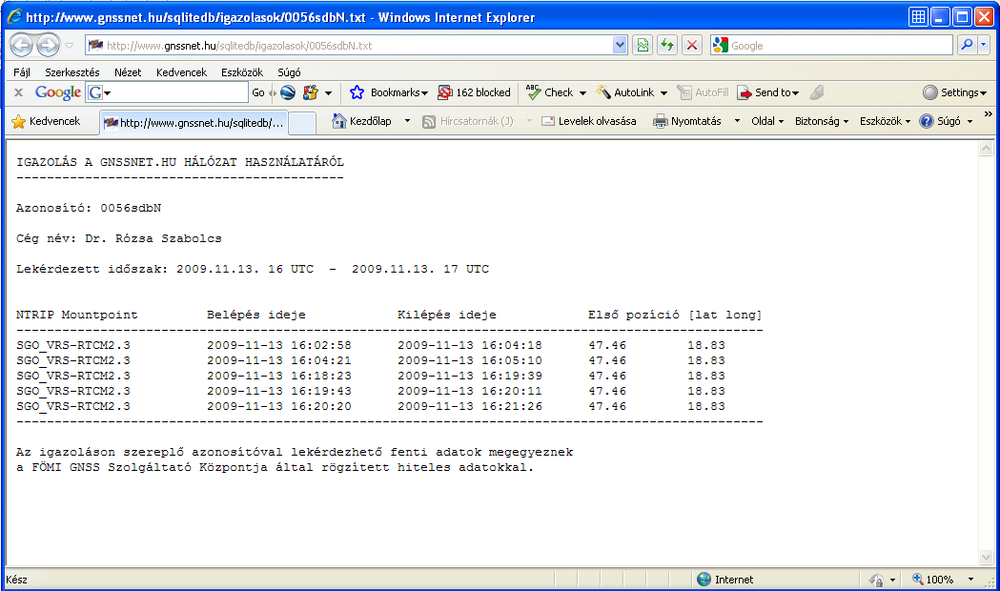 http://www.gnssnet.hu/sqlitedb/igazolasok/0056sdbN.txt - Windows Internet Explorer
http://www.gnssnet.hu/sqlitedb/igazolasok/0056sdbN.txt Google
Fájl Szerkesztés Nézet Kedvencek Eszközök Súgó
x Google G Go Bookmarks 162 blocked ABC Check AutoLink AutoFill Send to Settings
Kedvencek http://www.gnssnet.hu/sqlitedb/... Kezdőlap Hírcsatornák (J) Levelek olvasása Nyomtatás Oldal Biztonság Eszközök Súgó »
IGAZOLÁS A GNSSNET.HU HÁLÓZAT HASZNÁLATÁRÓL
-------------------------------------------
Azonosító: 0056sdbN
Cég név: Dr. Rózsa Szabolcs
Lekérdezett időszak: 2009.11.13. 16 UTC - 2009.11.13. 17 UTC
NTRIP Mountpoint Belépés ideje Kilépés ideje Első pozíció [lat long]
--------------------------------------------------------------------------------------------------
SGO_VRS-RTCM2.3 2009-11-13 16:02:58 2009-11-13 16:04:18 47.46 18.83
SGO_VRS-RTCM2.3 2009-11-13 16:04:21 2009-11-13 16:05:10 47.46 18.83
SGO_VRS-RTCM2.3 2009-11-13 16:18:23 2009-11-13 16:19:39 47.46 18.83
SGO_VRS-RTCM2.3 2009-11-13 16:19:43 2009-11-13 16:20:11 47.46 18.83
SGO_VRS-RTCM2.3 2009-11-13 16:20:20 2009-11-13 16:21:26 47.46 18.83
--------------------------------------------------------------------------------------------------
Az igazoláson szereplő azonosítóval lekérdezhető fenti adatok megegyeznek
a FÖMI GNSS Szolgáltató Központja által rögzített hiteles adatokkal.
Kész Internet 100%